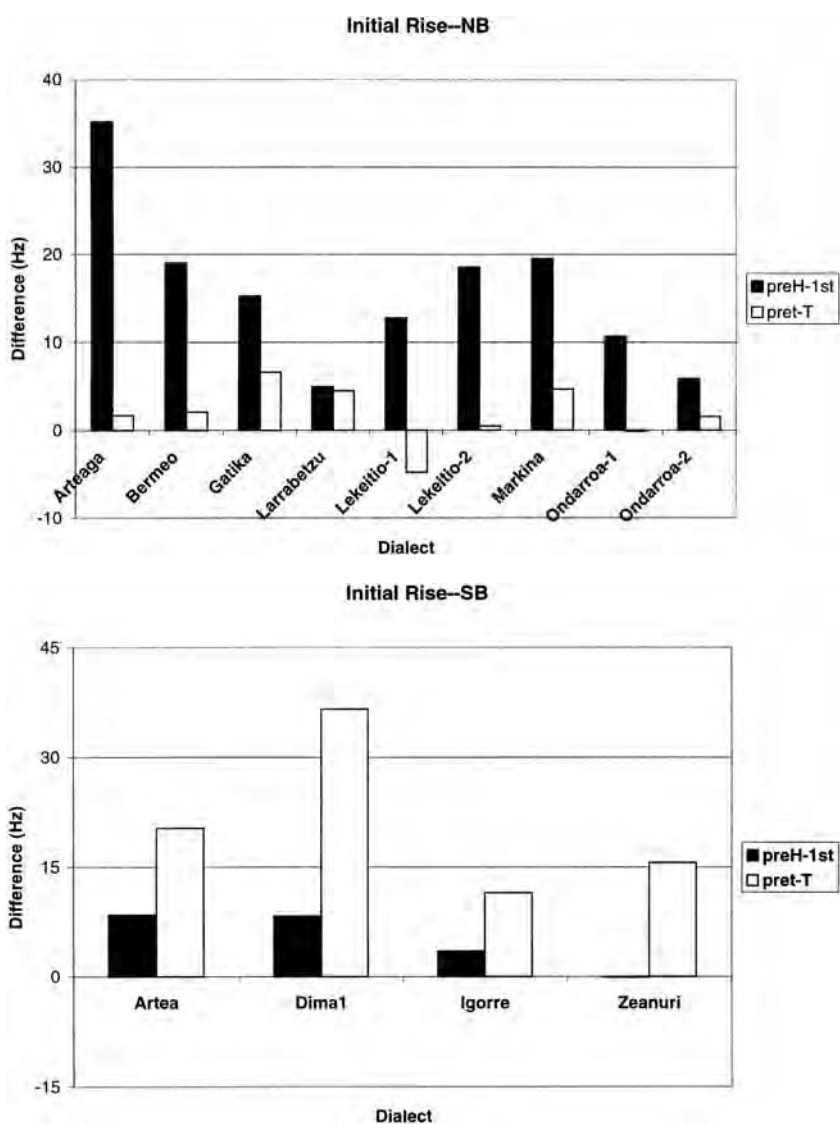 Initial Rise--NB
40
30
20
10
0
-10
Difference (Hz)
Arteaga
Bermeo
Gatika
Larrabetzu
Lekeitio-1
Lekeitio-2
Markina
Ondarroa-1
Ondarroa-2
Dialect
preH-1st
pret-T
Initial Rise--SB
45
30
15
0
-15
Difference (Hz)
Artea
Dima1
Igorre
Zeanuri
Dialect
preH-1st
pret-T